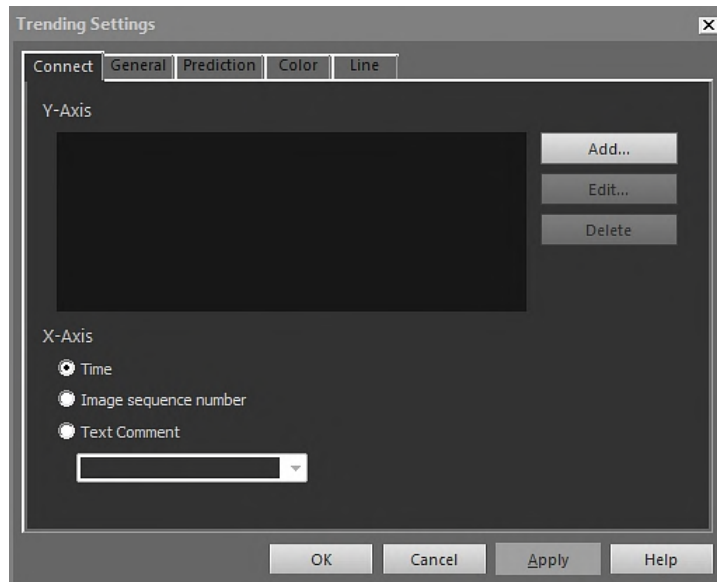 Trending Settings
Connect General Prediction Color Line
Y-Axis
Add...
Edit...
Delete
X-Axis
Time
Image sequence number
Text Comment
OK Cancel Apply Help